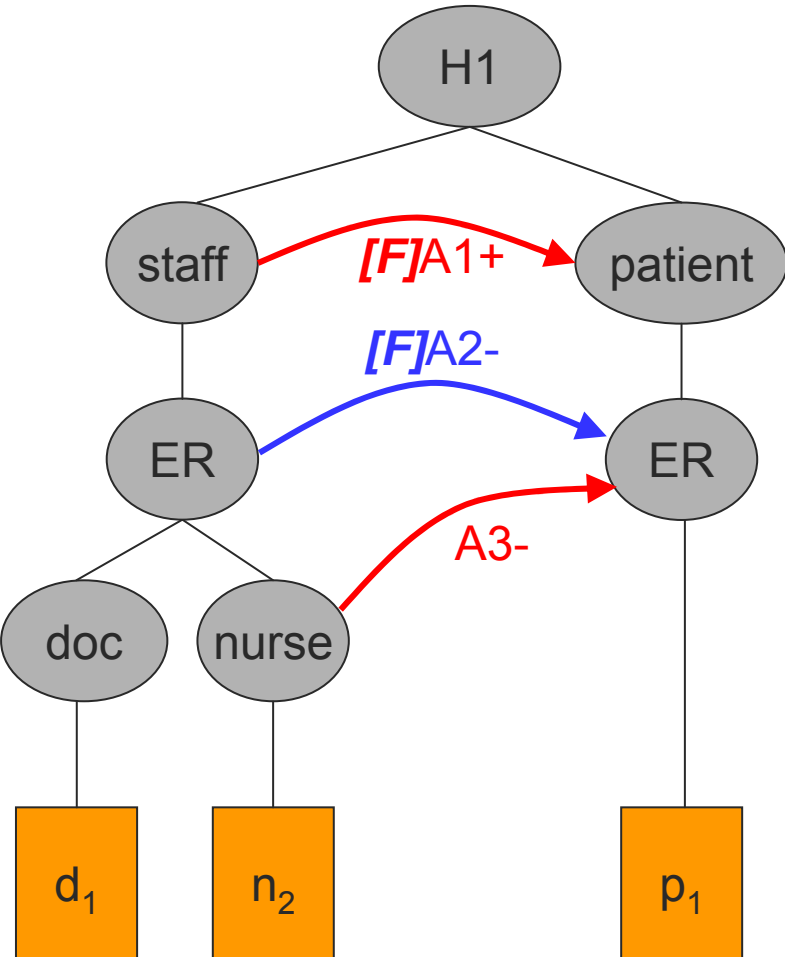 H1
staff
[F]A1+
patient
[F]A2-
ER
ER
A3-
doc
nurse
d₁
n₂
p₁